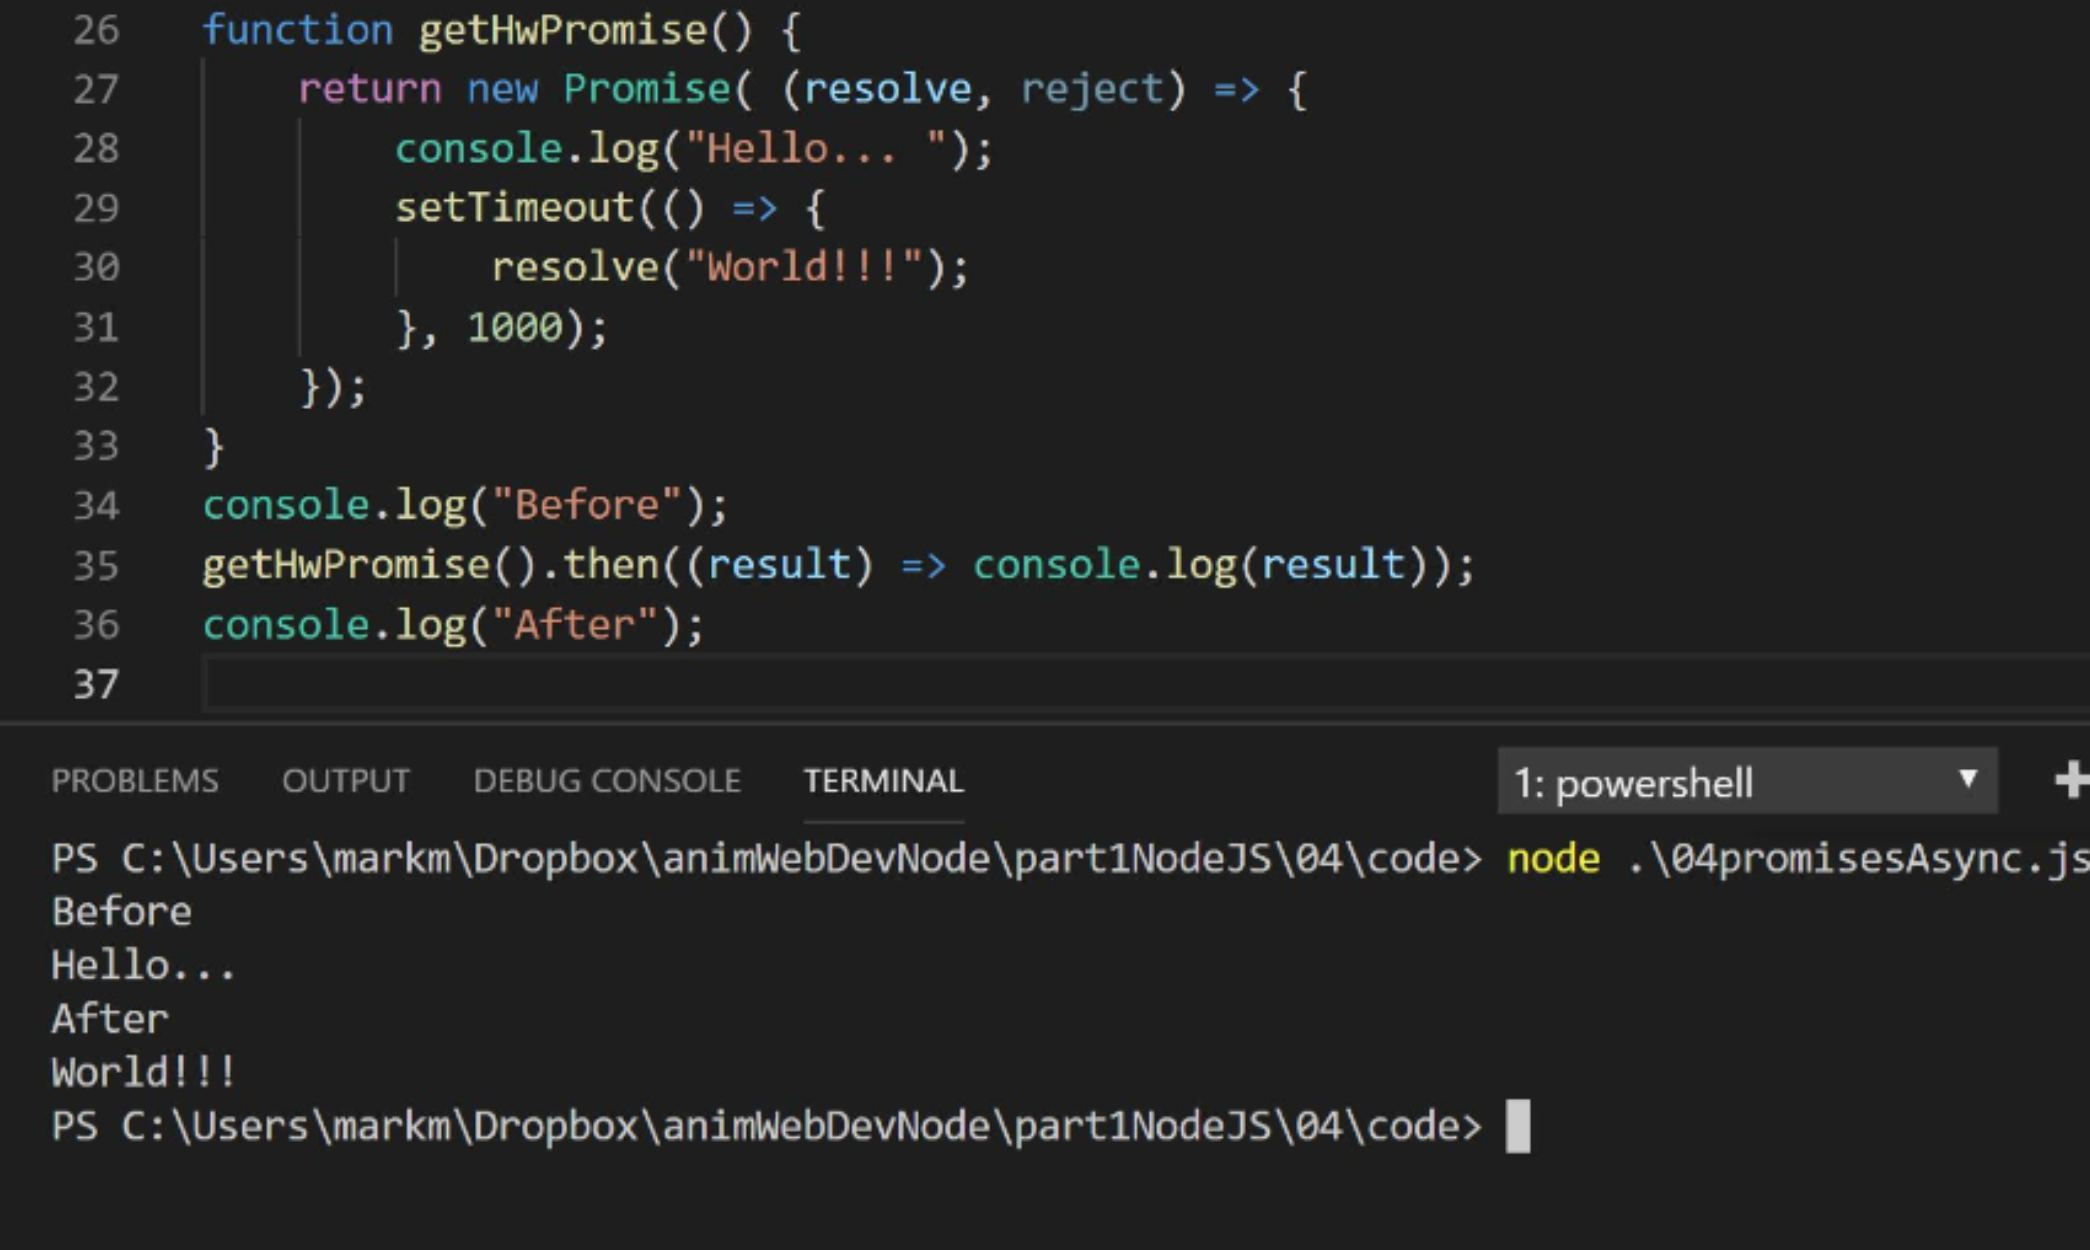 26 function getHwPromise() {
27 return new Promise( (resolve, reject) => {
28 console.log("Hello... ");
29 setTimeout(() => {
30 resolve("World!!!");
31 }, 1000);
32 });
33 }
34 console.log("Before");
35 getHwPromise().then((result) => console.log(result));
36 console.log("After");
37
PROBLEMS OUTPUT DEBUG CONSOLE TERMINAL 1: powershell
PS C:\Users\markm\Dropbox\animWebDevNode\part1NodeJS\04\code> node .\04promisesAsync.js
Before
Hello...
After
World!!!
PS C:\Users\markm\Dropbox\animWebDevNode\part1NodeJS\04\code>